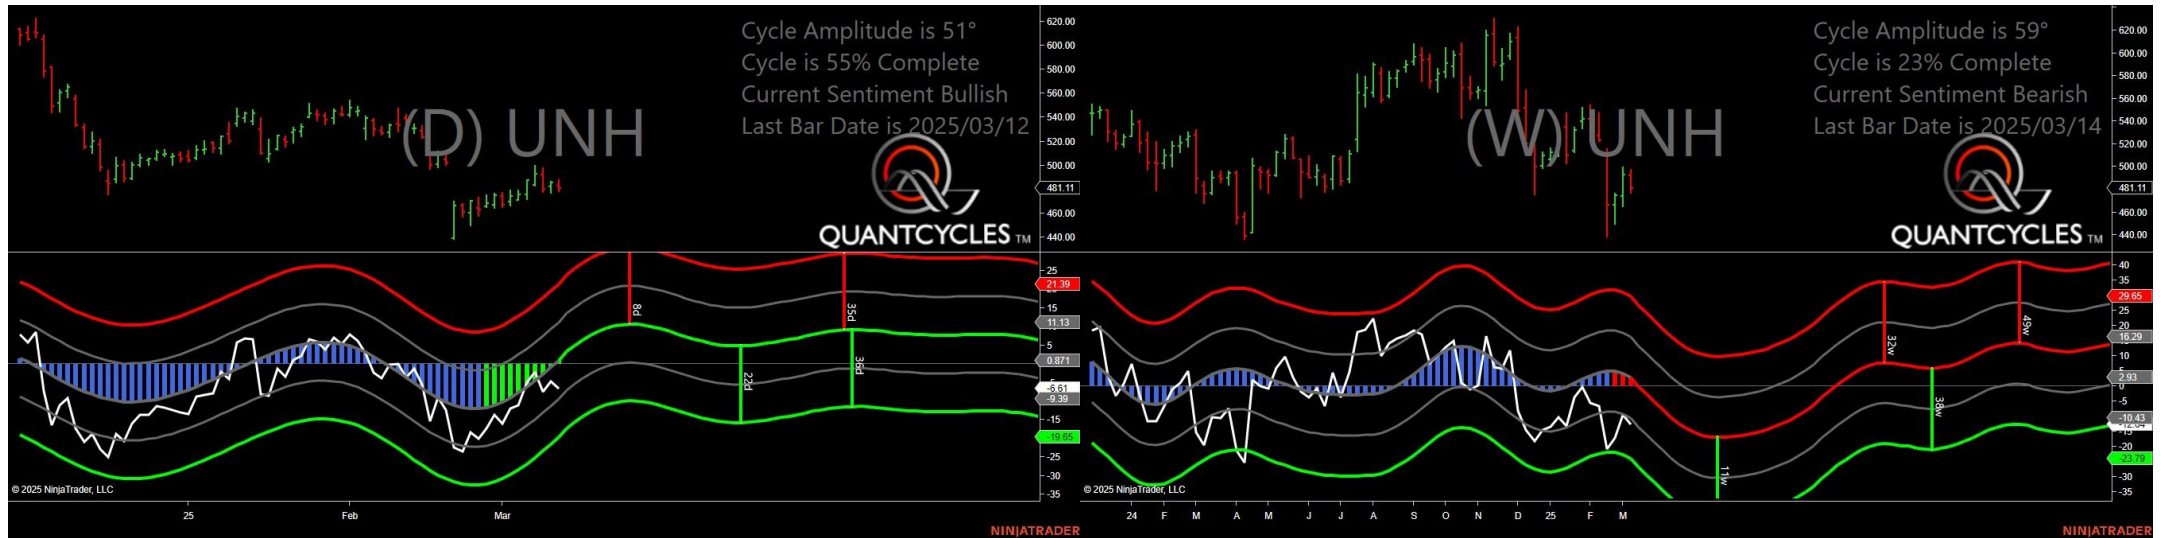 Cycle Amplitude is 51°
Cycle is 55% Complete
Current Sentiment Bullish
Last Bar Date is 2025/03/12
(D) UNH
QUANTCYCLES TM
620.00
600.00
580.00
560.00
540.00
520.00
500.00
481.11
460.00
440.00
25
21.39
15
11.13
5
0.871
-6.61
-9.39
-15
-19.65
-25
-30
-35
8d
22d
35d
36d
© 2025 NinjaTrader, LLC
25
Feb
Mar
NINJATRADER
Cycle Amplitude is 59°
Cycle is 23% Complete
Current Sentiment Bearish
Last Bar Date is 2025/03/14
(W) UNH
QUANTCYCLES TM
620.00
600.00
580.00
560.00
540.00
520.00
500.00
481.11
460.00
440.00
40
35
29.65
25
20
16.29
10
2.93
0
-5
-10.43
-20
-23.79
-30
-35
11w
32w
38w
49w
© 2025 NinjaTrader, LLC
24 F M A M J J A S O N D 25 F M
NINJATRADER